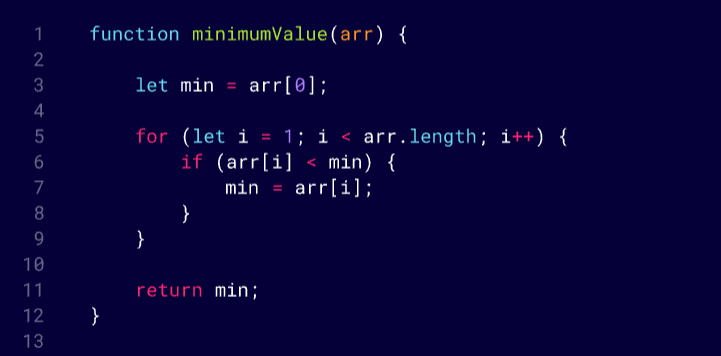 1 function minimumValue(arr) {
2
3 let min = arr[0];
4
5 for (let i = 1; i < arr.length; i++) {
6 if (arr[i] < min) {
7 min = arr[i];
8 }
9 }
10
11 return min;
12 }
13